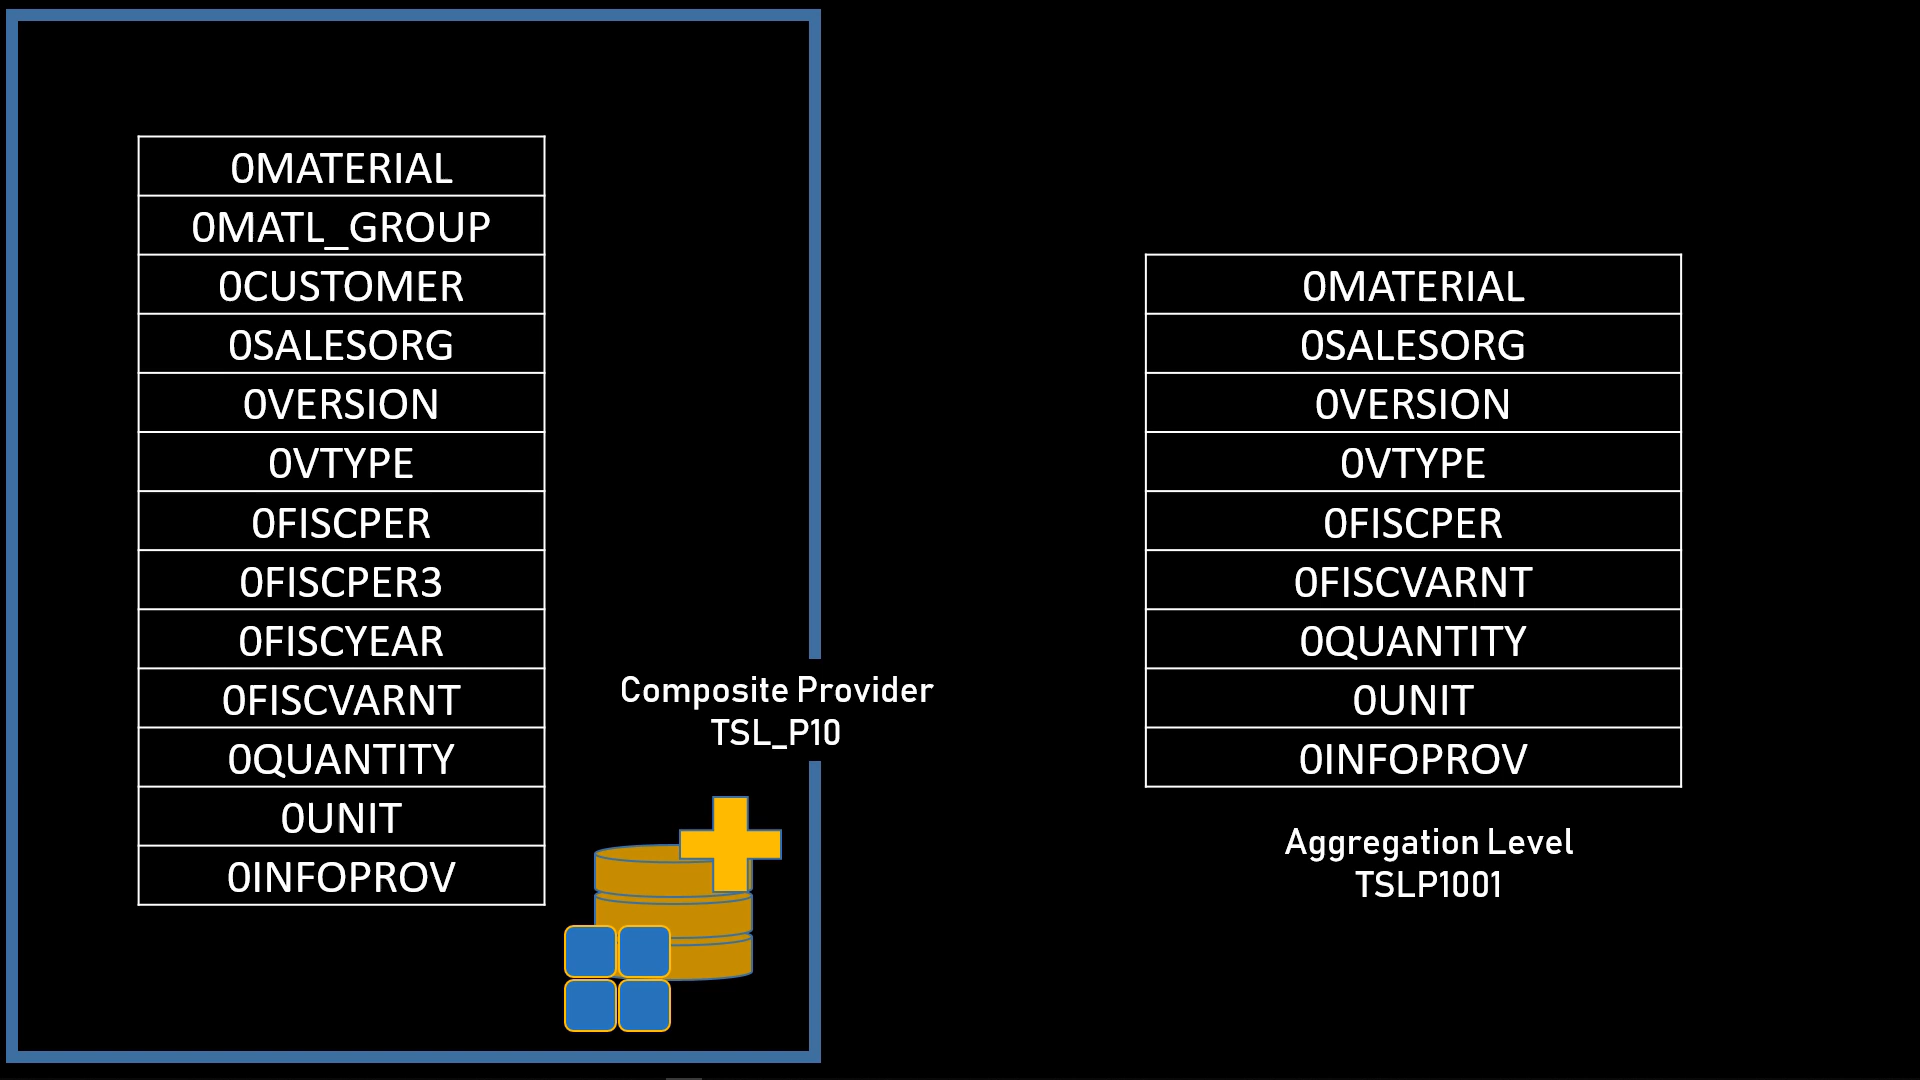 0MATERIAL
0MATL_GROUP
0CUSTOMER
0SALESORG
0VERSION
0VTYPE
0FISCPER
0FISCPER3
0FISCYEAR
0FISCVARNT
0QUANTITY
0UNIT
0INFOPROV
Composite Provider
TSL_P10
0MATERIAL
0SALESORG
0VERSION
0VTYPE
0FISCPER
0FISCVARNT
0QUANTITY
0UNIT
0INFOPROV
Aggregation Level
TSLP1001